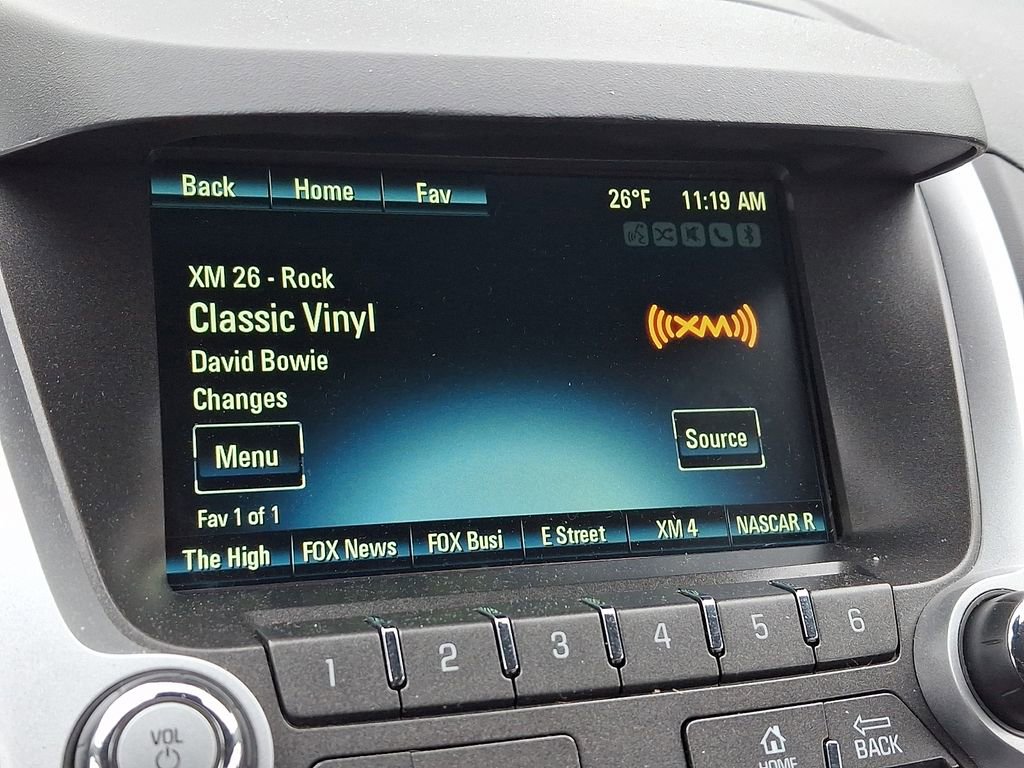 Back Home Fav 26°F 11:19 AM
XM 26 - Rock
Classic Vinyl
XM
David Bowie
Changes
Menu Source
Fav 1 of 1
The High FOX News FOX Busi E Street XM 4 NASCAR R
1 2 3 4 5 6
VOL
HOME BACK